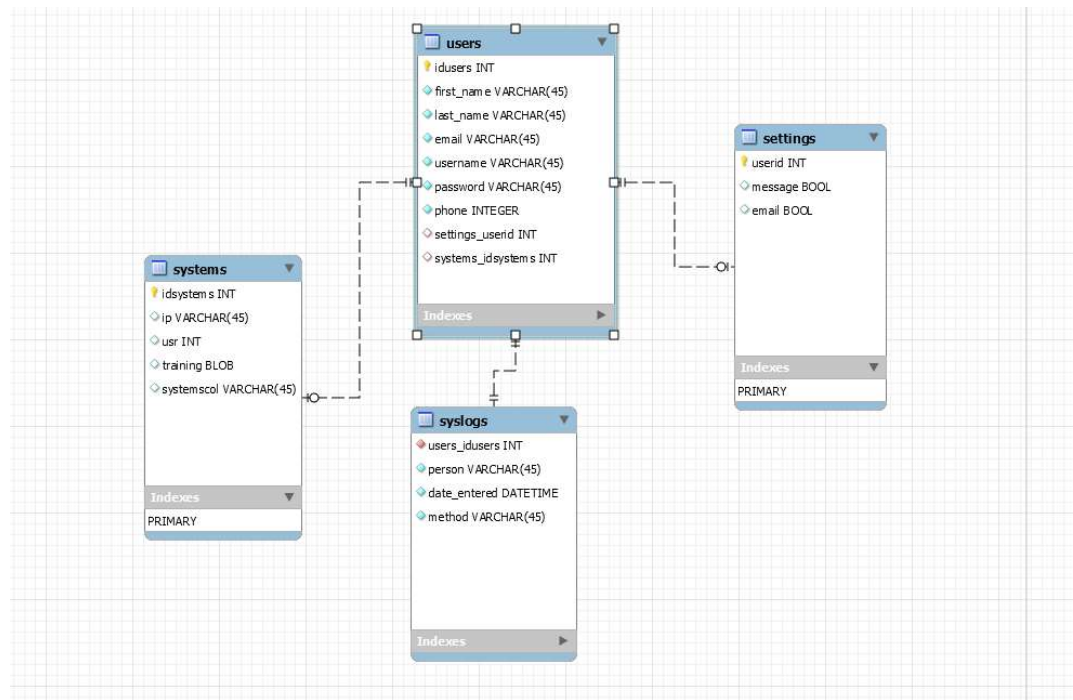 users
idusers INT
first_name VARCHAR(45)
last_name VARCHAR(45)
email VARCHAR(45)
username VARCHAR(45)
password VARCHAR(45)
phone INTEGER
settings_userid INT
systems_idsystems INT
Indexes
settings
userid INT
message BOOL
email BOOL
Indexes
PRIMARY
systems
idsystems INT
ip VARCHAR(45)
usr INT
training BLOB
systemscol VARCHAR(45)
Indexes
PRIMARY
syslogs
users_idusers INT
person VARCHAR(45)
date_entered DATETIME
method VARCHAR(45)
Indexes